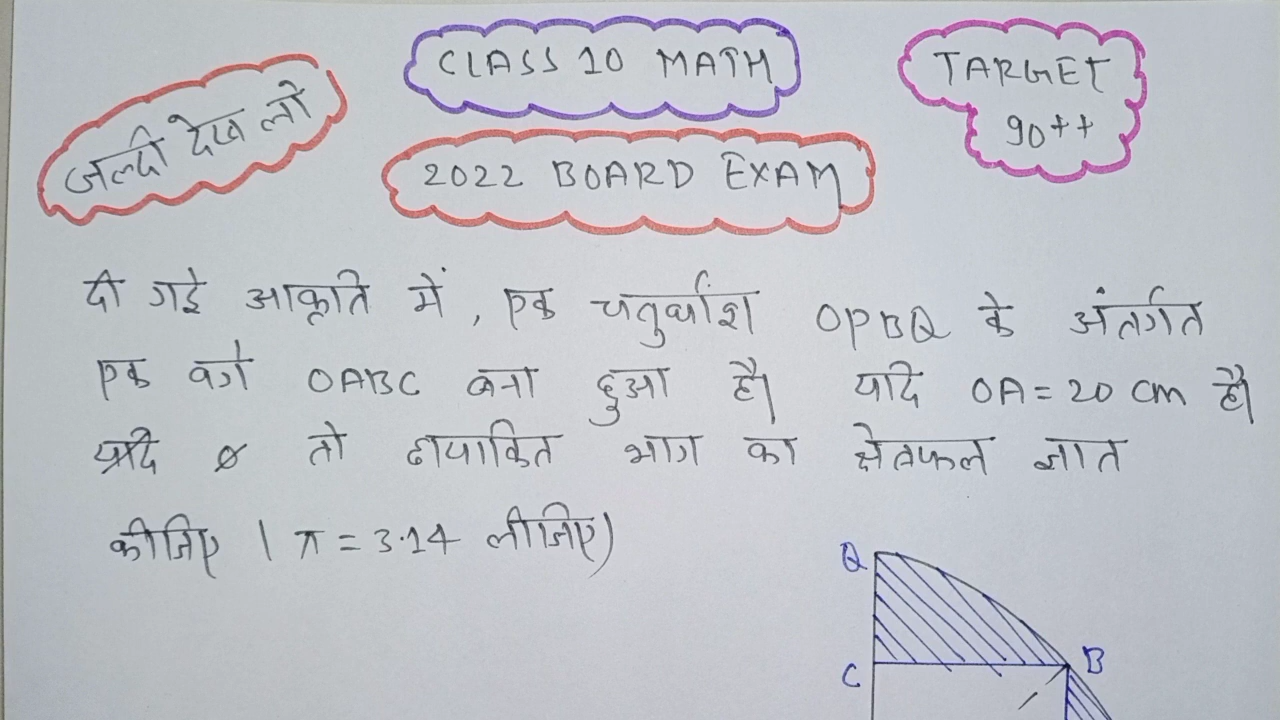 जल्दी देख लो
CLASS 10 MATH
TARGET
90++
2022 BOARD EXAM
दी गई आकृति में, एक चतुर्थांश OPBQ के अंतर्गत
एक वर्ग OABC बना हुआ है। यदि OA = 20 cm है।
यदि तो छायांकित भाग का क्षेत्रफल ज्ञात
कीजिए | π = 3.14 लीजिए)
Q
C
B